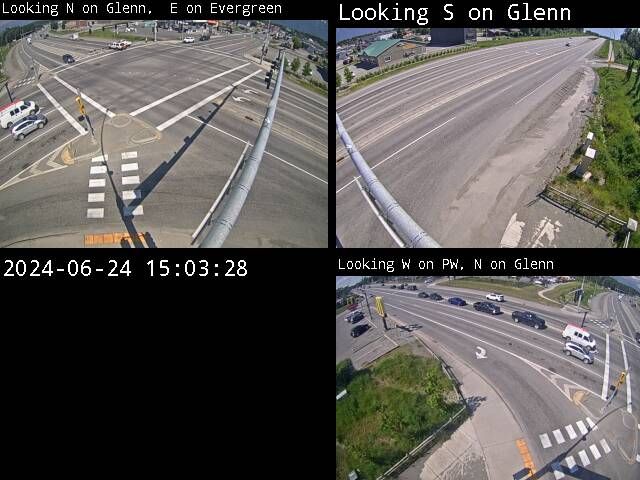 Looking N on Glenn,  E on Evergreen
Looking S on Glenn
2024-06-24 15:03:28
Looking W on PW, N on Glenn